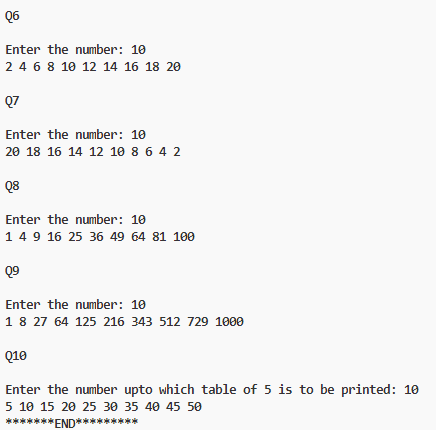 Q6
Enter the number: 10
2 4 6 8 10 12 14 16 18 20
Q7
Enter the number: 10
20 18 16 14 12 10 8 6 4 2
Q8
Enter the number: 10
1 4 9 16 25 36 49 64 81 100
Q9
Enter the number: 10
1 8 27 64 125 216 343 512 729 1000
Q10
Enter the number upto which table of 5 is to be printed: 10
5 10 15 20 25 30 35 40 45 50
*******END*********